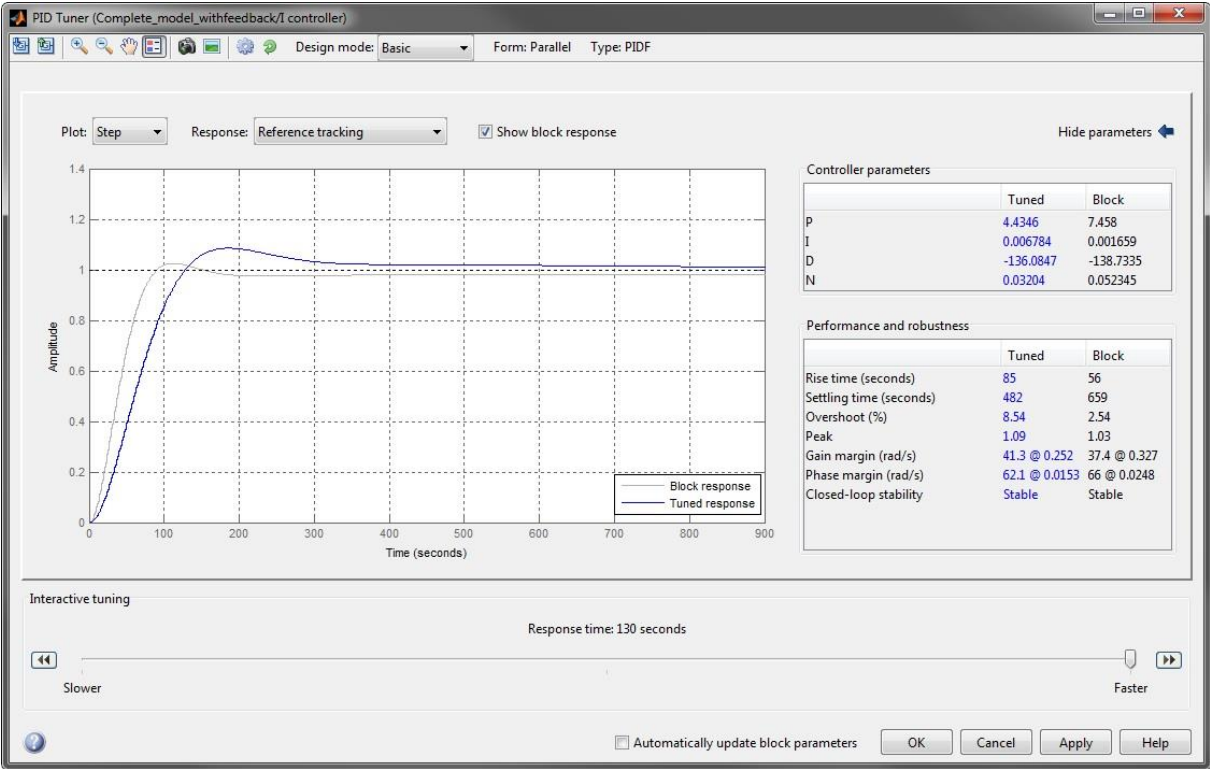 PID Tuner (Complete_model_withfeedback/I controller)
Design mode: Basic Form: Parallel Type: PIDF
Plot: Step Response: Reference tracking Show block response Hide parameters
1.4
1.2
1
0.8
0.6
0.4
0.2
0
Amplitude
0 100 200 300 400 500 600 700 800 900
Time (seconds)
Block response
Tuned response
Controller parameters
Tuned Block
P 4.4346 7.458
I 0.006784 0.001659
D -136.0847 -138.7335
N 0.03204 0.052345
Performance and robustness
Tuned Block
Rise time (seconds) 85 56
Settling time (seconds) 482 659
Overshoot (%) 8.54 2.54
Peak 1.09 1.03
Gain margin (rad/s) 41.3 @ 0.252 37.4 @ 0.327
Phase margin (rad/s) 62.1 @ 0.0153 66 @ 0.0248
Closed-loop stability Stable Stable
Interactive tuning
Response time: 130 seconds
Slower Faster
Automatically update block parameters OK Cancel Apply Help